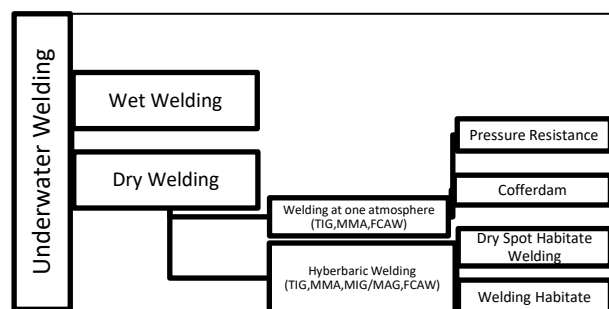 Underwater Welding
Wet Welding
Dry Welding
Welding at one atmosphere
(TIG,MMA,FCAW)
Hyberbaric Welding
(TIG,MMA,MIG/MAG,FCAW)
Pressure Resistance
Cofferdam
Dry Spot Habitate
Welding
Welding Habitate